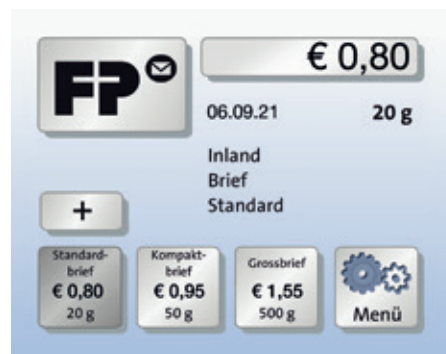 FP
€ 0,80
06.09.21
20 g
Inland
Brief
Standard
+
Standard-
brief
€ 0,80
20 g
Kompakt-
brief
€ 0,95
50 g
Grossbrief
€ 1,55
500 g
Menü